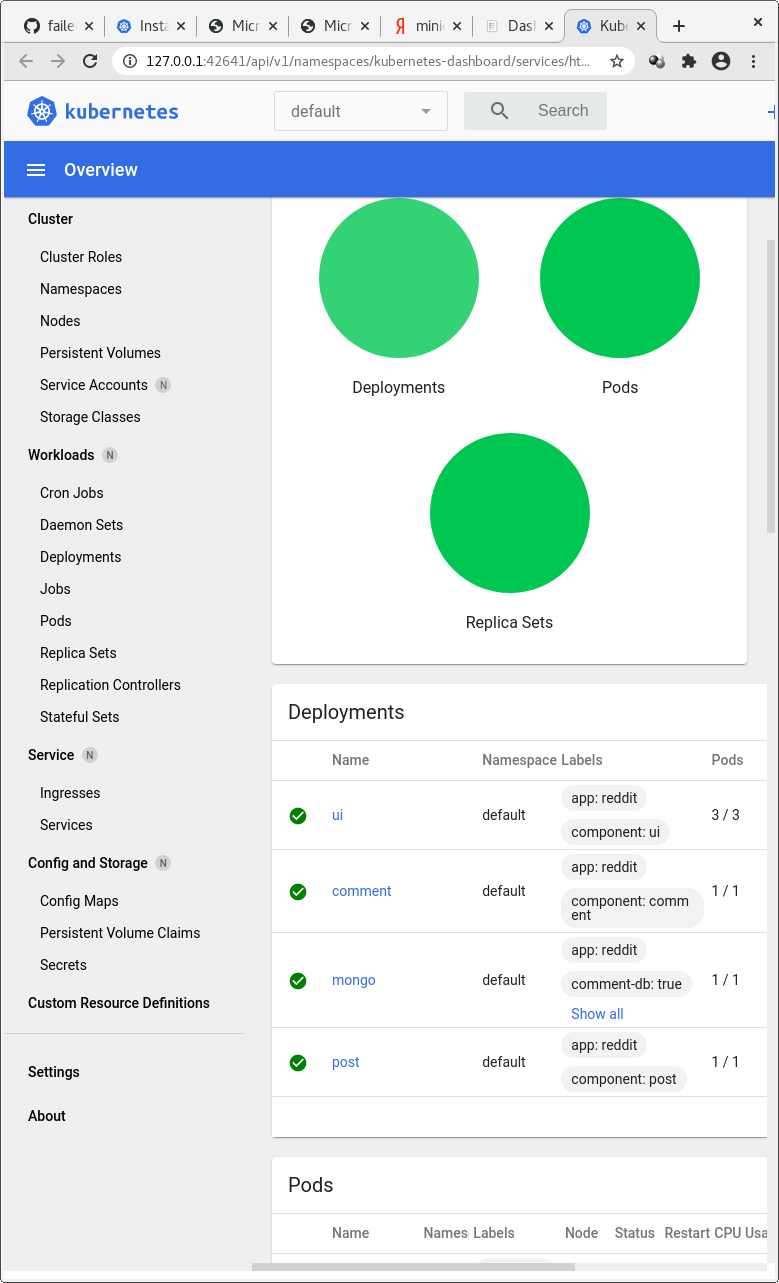 faile
Insta
Micr
Micr
minie
Dash
Kube
127.0.0.1:42641/api/v1/namespaces/kubernetes-dashboard/services/ht...
kubernetes
default
Search
Overview
Cluster
Cluster Roles
Namespaces
Nodes
Persistent Volumes
Service Accounts N
Storage Classes
Workloads N
Cron Jobs
Daemon Sets
Deployments
Jobs
Pods
Replica Sets
Replication Controllers
Stateful Sets
Service N
Ingresses
Services
Config and Storage N
Config Maps
Persistent Volume Claims
Secrets
Custom Resource Definitions
Settings
About
Deployments
Pods
Replica Sets
Deployments
Name Namespace Labels Pods
ui default app: reddit 3 / 3
component: ui
comment default app: reddit 1 / 1
component: comm
ent
mongo default app: reddit 1 / 1
comment-db: true
Show all
post default app: reddit 1 / 1
component: post
Pods
Name Names Labels Node Status Restart CPU Usa